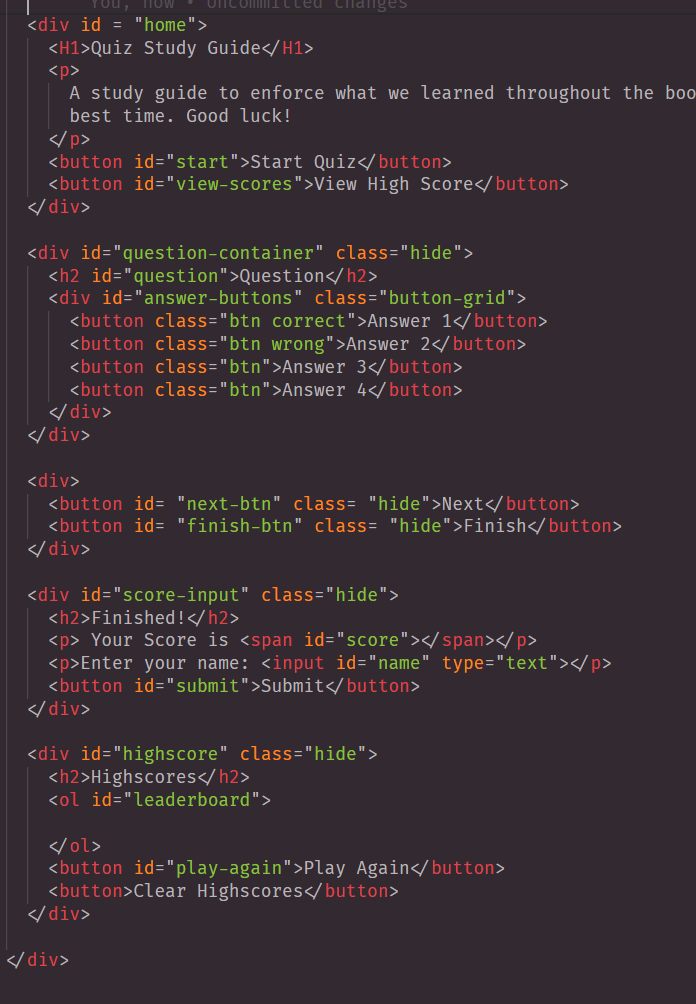 You, now • Uncommitted changes
<div id = "home">
<H1>Quiz Study Guide</H1>
<p>
A study guide to enforce what we learned throughout the boo
best time. Good luck!
</p>
<button id="start">Start Quiz</button>
<button id="view-scores">View High Score</button>
</div>
<div id="question-container" class="hide">
<h2 id="question">Question</h2>
<div id="answer-buttons" class="button-grid">
<button class="btn correct">Answer 1</button>
<button class="btn wrong">Answer 2</button>
<button class="btn">Answer 3</button>
<button class="btn">Answer 4</button>
</div>
</div>
<div>
<button id= "next-btn" class= "hide">Next</button>
<button id= "finish-btn" class= "hide">Finish</button>
</div>
<div id="score-input" class="hide">
<h2>Finished!</h2>
<p> Your Score is <span id="score"></span></p>
<p>Enter your name: <input id="name" type="text"></p>
<button id="submit">Submit</button>
</div>
<div id="highscore" class="hide">
<h2>Highscores</h2>
<ol id="leaderboard">
</ol>
<button id="play-again">Play Again</button>
<button>Clear Highscores</button>
</div>
</div>